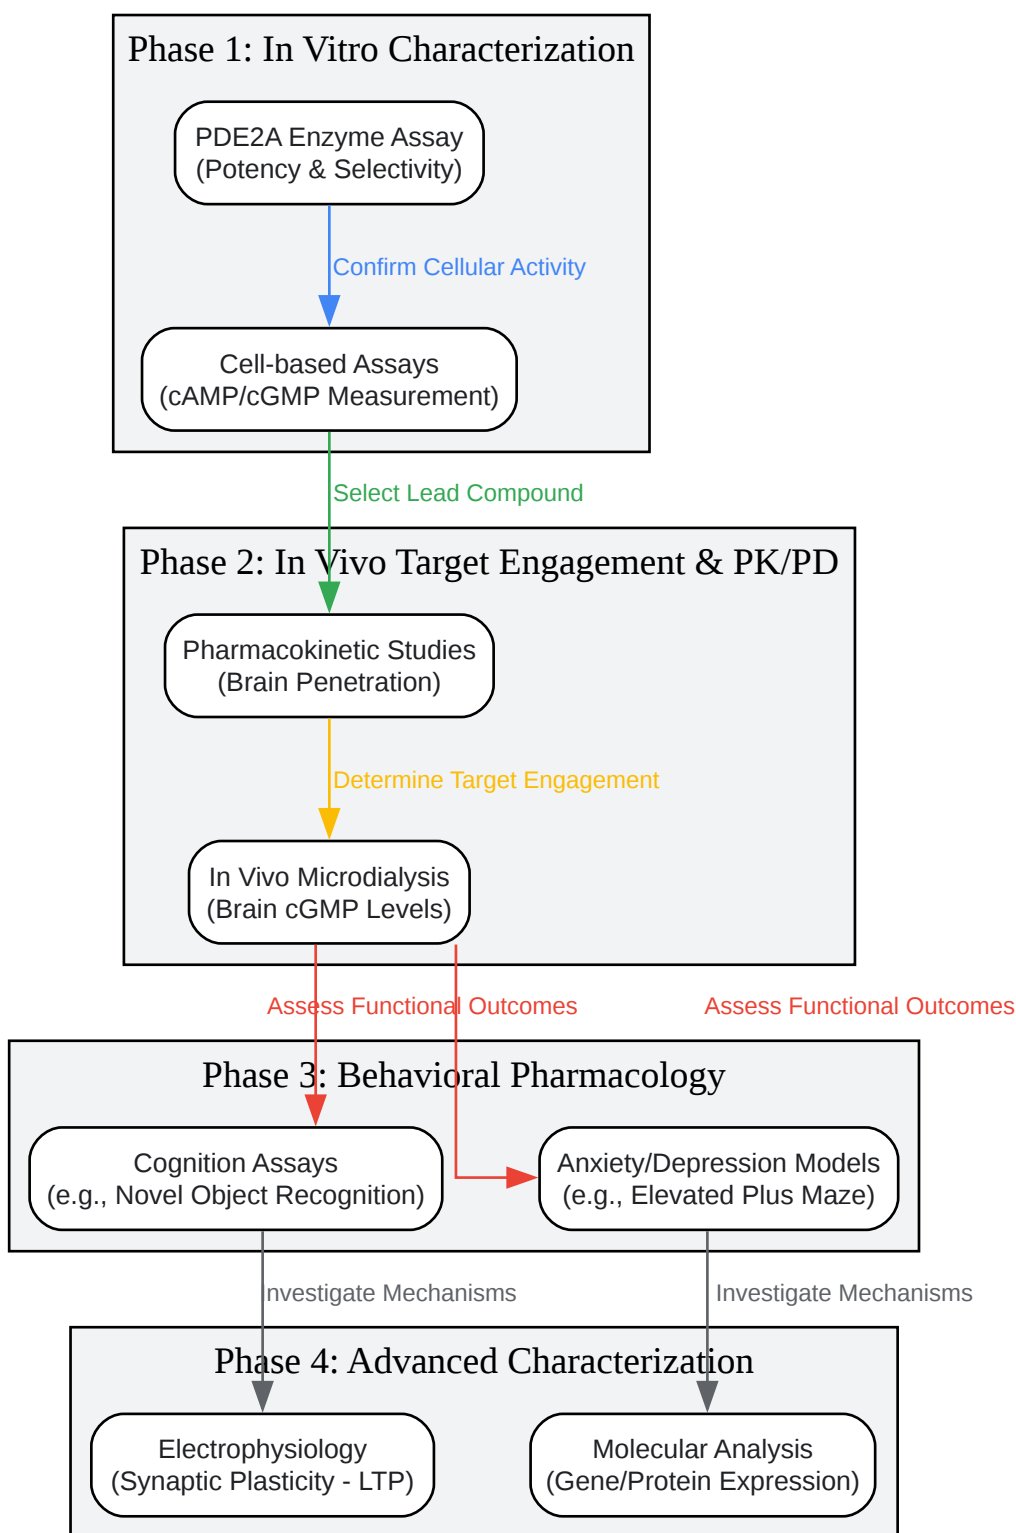 Phase 1: In Vitro Characterization
PDE2A Enzyme Assay
(Potency & Selectivity)
Confirm Cellular Activity
Cell-based Assays
(cAMP/cGMP Measurement)
Select Lead Compound
Phase 2: In Vivo Target Engagement & PK/PD
Pharmacokinetic Studies
(Brain Penetration)
Determine Target Engagement
In Vivo Microdialysis
(Brain cGMP Levels)
Assess Functional Outcomes
Assess Functional Outcomes
Phase 3: Behavioral Pharmacology
Cognition Assays
(e.g., Novel Object Recognition)
Anxiety/Depression Models
(e.g., Elevated Plus Maze)
Investigate Mechanisms
Investigate Mechanisms
Phase 4: Advanced Characterization
Electrophysiology
(Synaptic Plasticity - LTP)
Molecular Analysis
(Gene/Protein Expression)